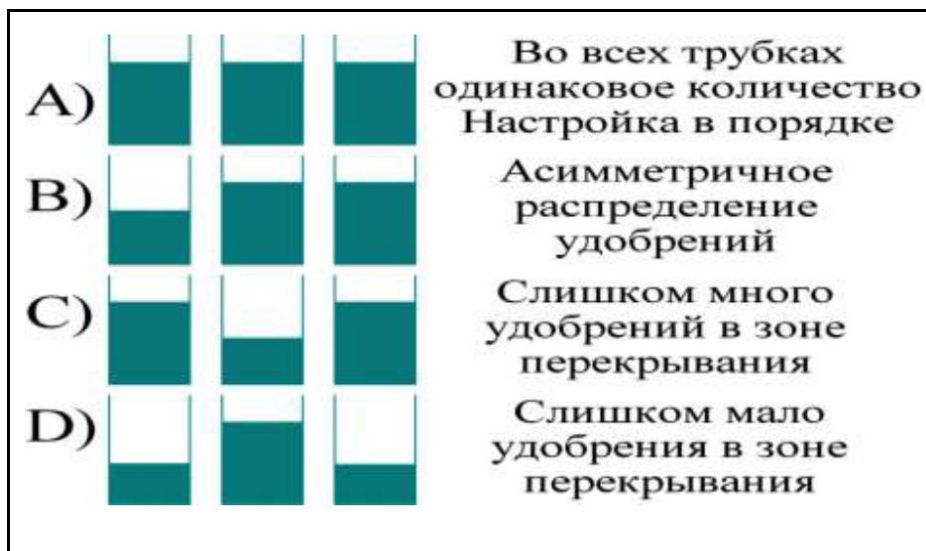 A)
Во всех трубках
одинаковое количество
Настройка в порядке
B)
Асимметричное
распределение
удобрений
C)
Слишком много
удобрений в зоне
перекрывания
D)
Слишком мало
удобрения в зоне
перекрывания